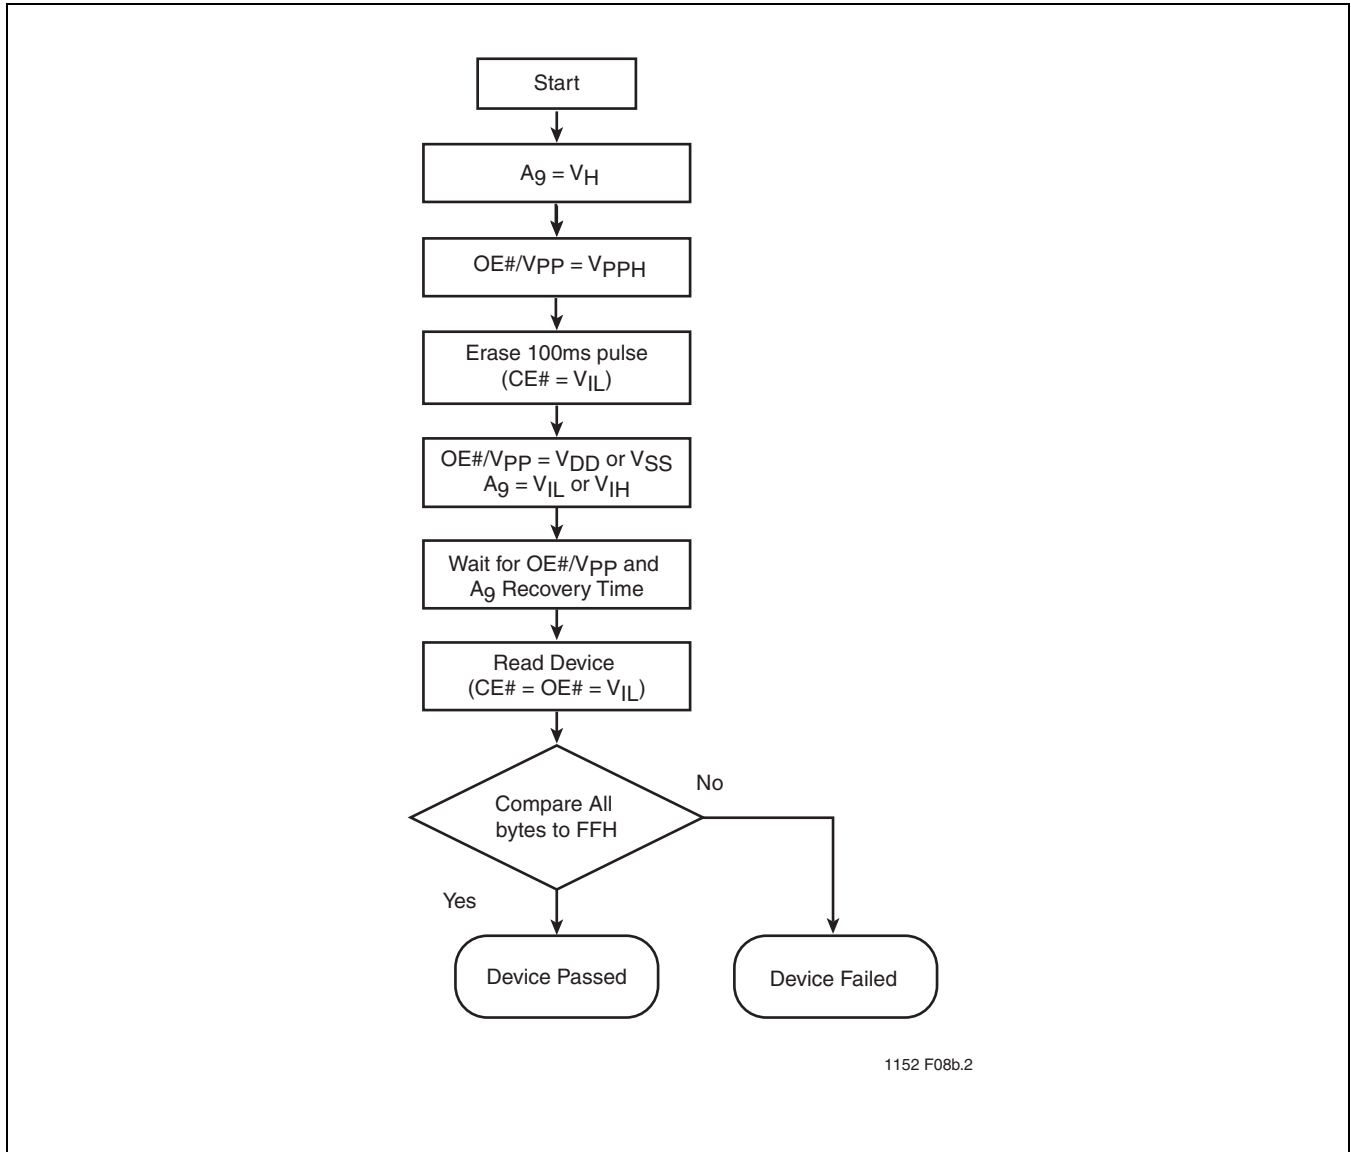 Start
A9 = VH
OE#/VPP = VPPH
Erase 100ms pulse
(CE# = VIL)
OE#/VPP = VDD or VSS
A9 = VIL or VIH
Wait for OE#/VPP and
A9 Recovery Time
Read Device
(CE# = OE# = VIL)
Compare All
bytes to FFH
No
Yes
Device Passed
Device Failed
1152 F08b.2